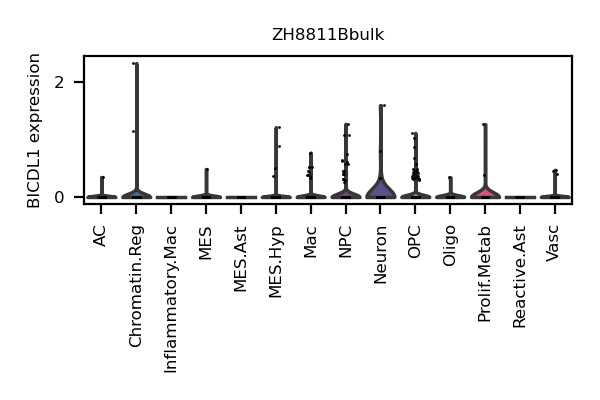 ZH8811Bbulk
BICDL1 expression
2
0
AC
Chromatin.Reg
Inflammatory.Mac
MES
MES.Ast
MES.Hyp
Mac
NPC
Neuron
OPC
Oligo
Prolif.Metab
Reactive.Ast
Vasc